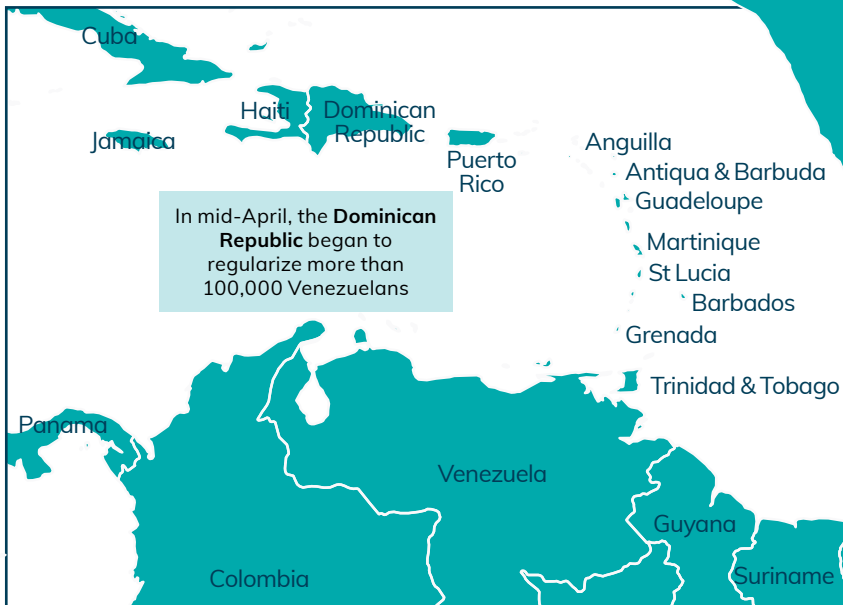 Cuba
Haiti
Dominican
Republic
Jamaica
Puerto
Rico
Anguilla
Antiqua & Barbuda
Guadeloupe
Martinique
St Lucia
Barbados
Grenada
Trinidad & Tobago
In mid-April, the Dominican
Republic began to
regularize more than
100,000 Venezuelans
Panama
Venezuela
Colombia
Guyana
Suriname